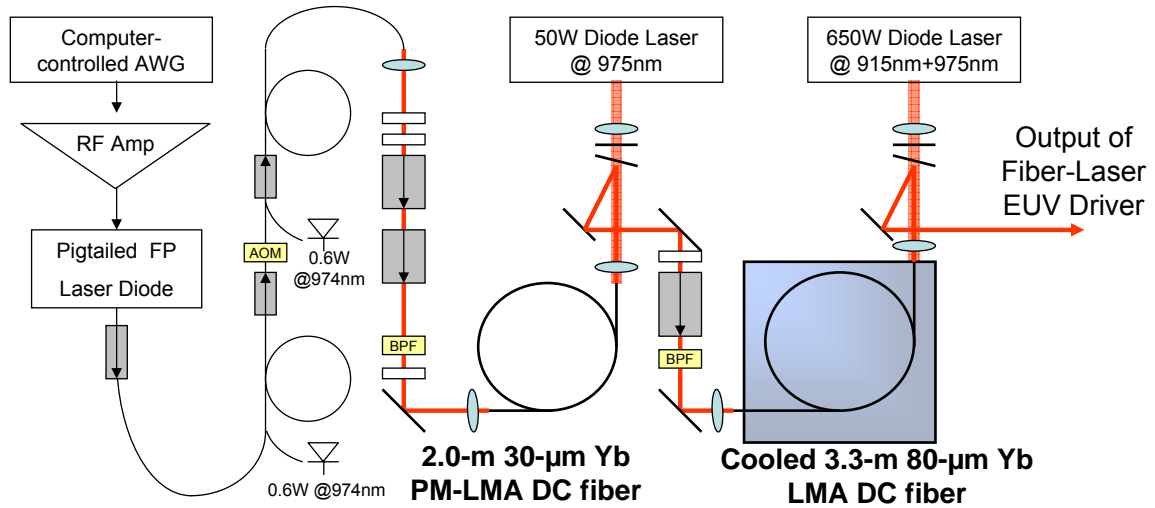 Computer-
controlled AWG
RF Amp
Pigtailed FP
Laser Diode
AOM
0.6W
@974nm
0.6W @974nm
BPF
50W Diode Laser
@ 975nm
2.0-m 30-µm Yb
PM-LMA DC fiber
BPF
650W Diode Laser
@ 915nm+975nm
Output of
Fiber-Laser
EUV Driver
Cooled 3.3-m 80-µm Yb
LMA DC fiber